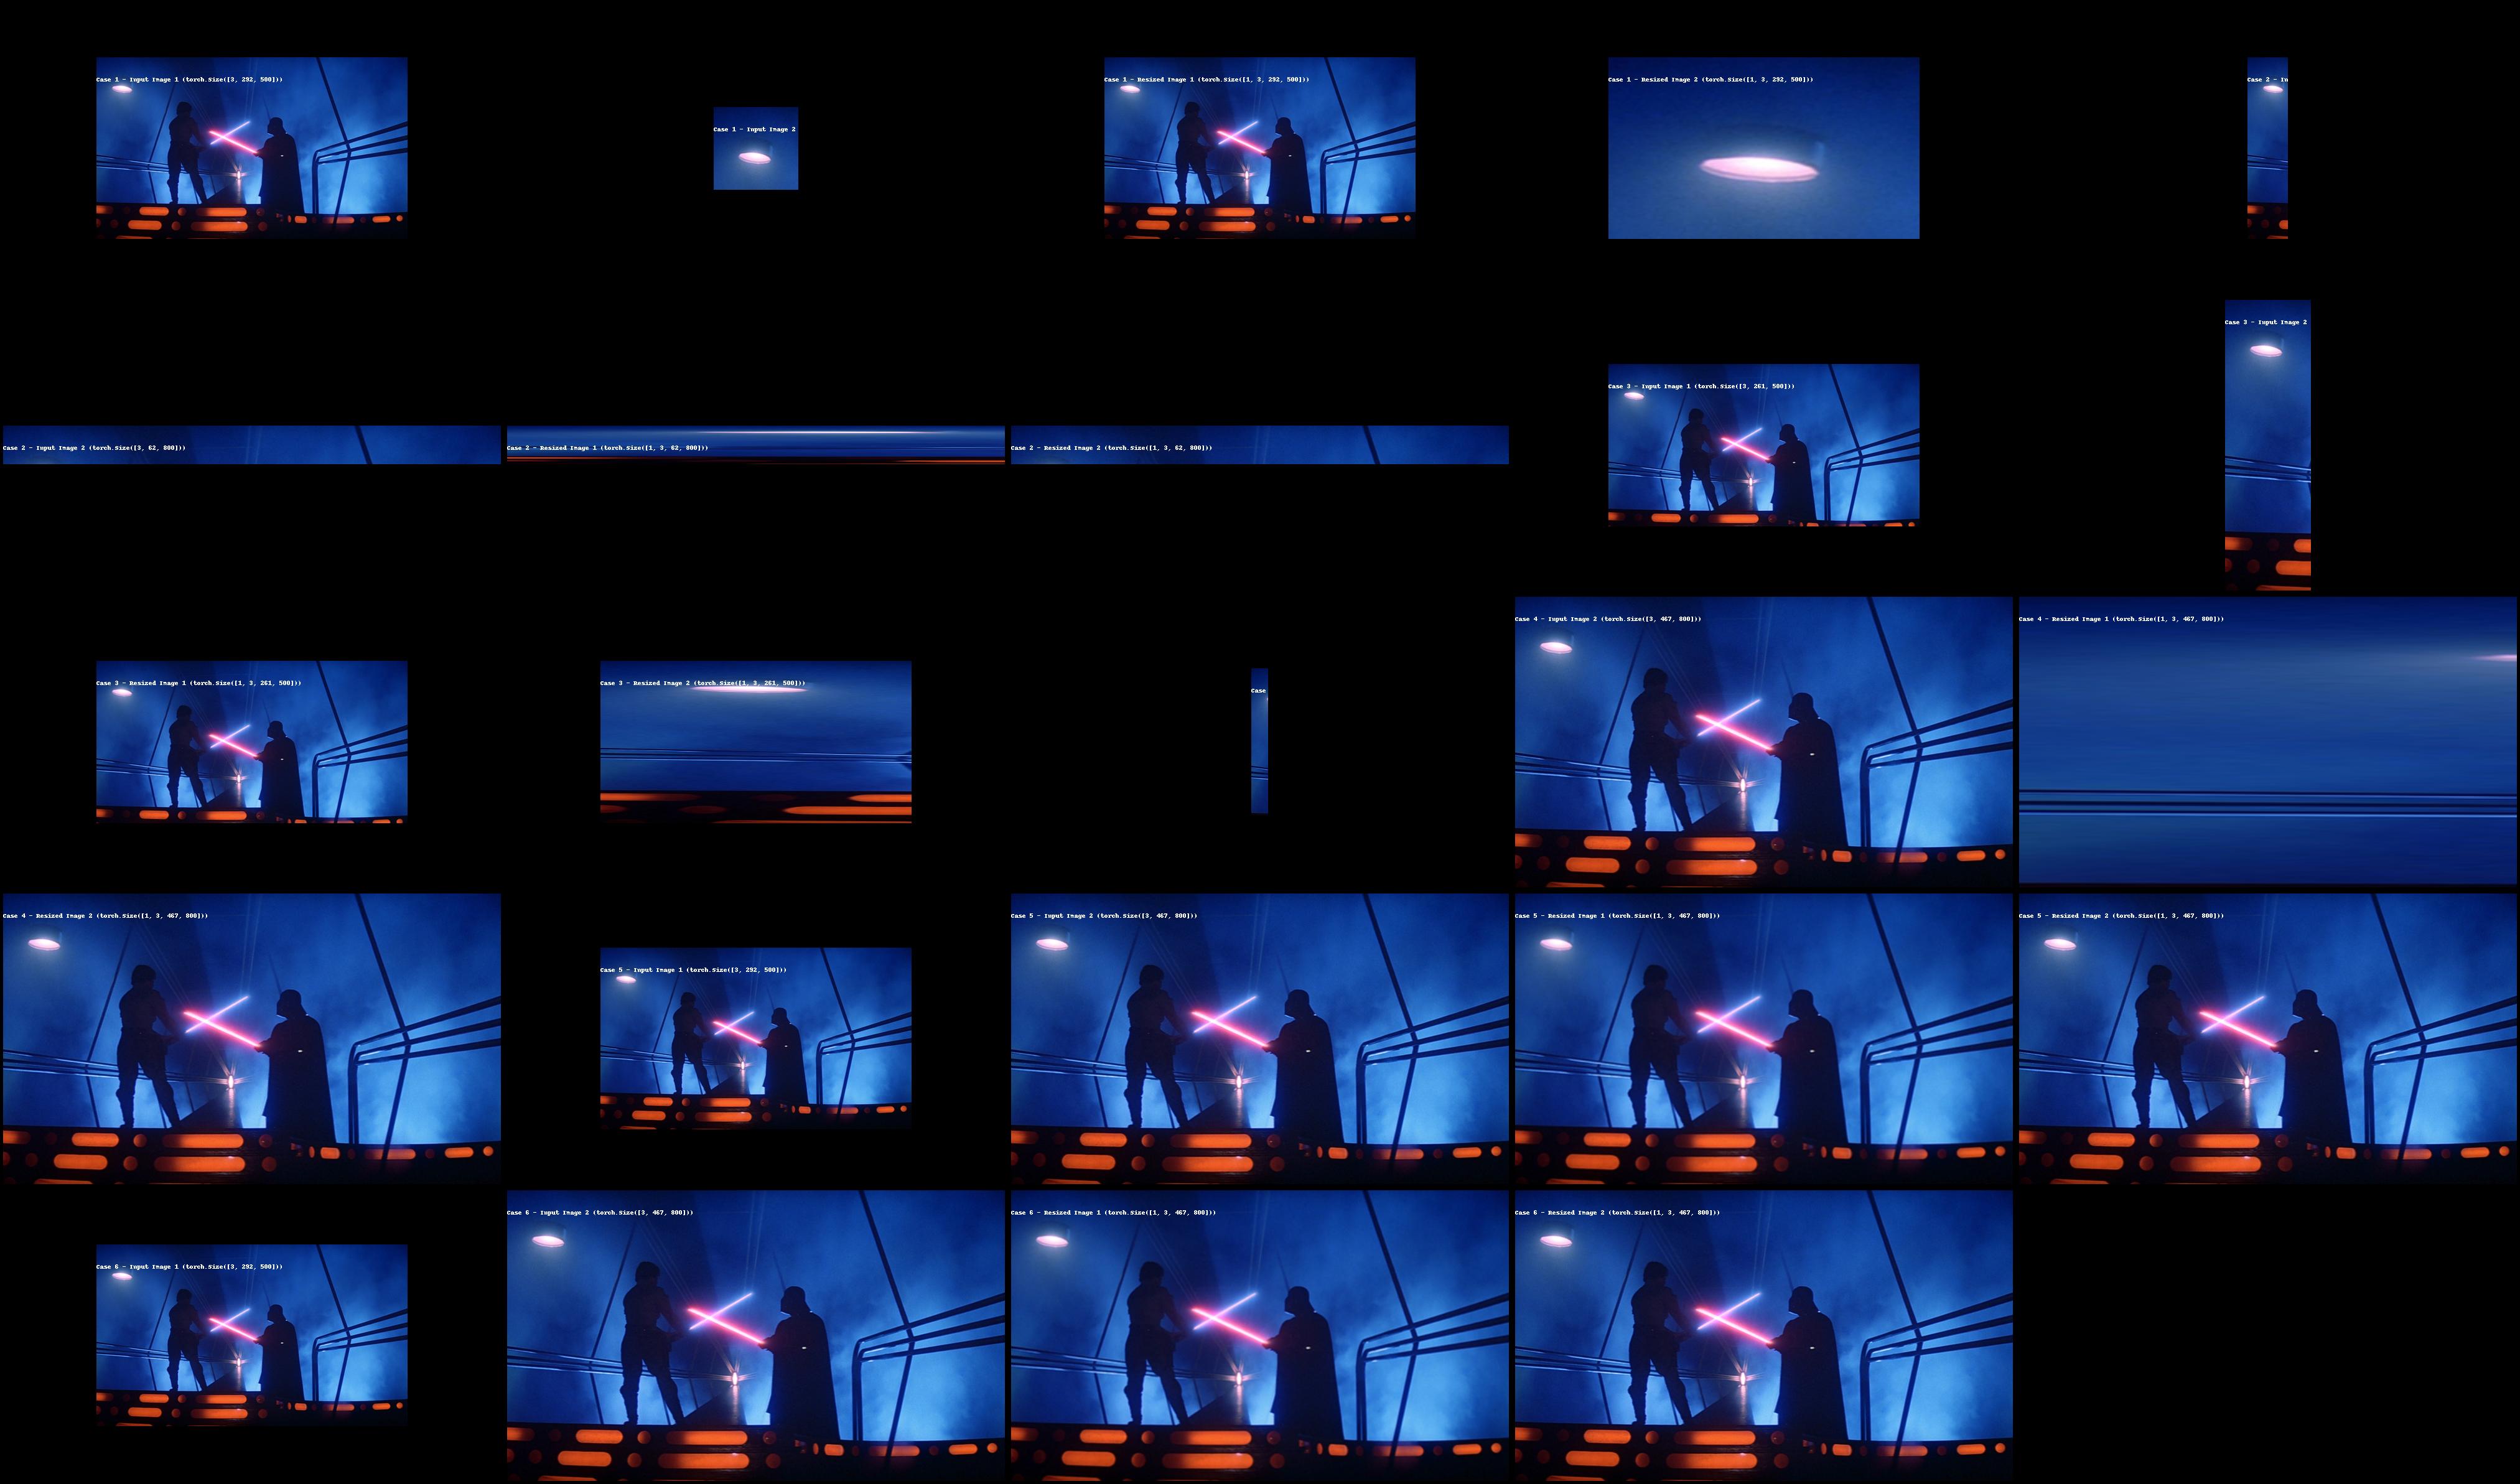 Case 1 - Input Image 1 (torch.Size([3, 292, 500]))
Case 1 - Input Image 2
Case 1 - Resized Image 1 (torch.Size([1, 3, 292, 500]))
Case 1 - Resized Image 2 (torch.Size([1, 3, 292, 500]))
Case 2 - In
Case 2 - Input Image 2 (torch.Size([3, 62, 800]))
Case 2 - Resized Image 1 (torch.Size([1, 3, 62, 800]))
Case 2 - Resized Image 2 (torch.Size([1, 3, 62, 800]))
Case 3 - Input Image 1 (torch.Size([3, 261, 500]))
Case 3 - Input Image 2
Case 3 - Resized Image 1 (torch.Size([1, 3, 261, 500]))
Case 3 - Resized Image 2 (torch.Size([1, 3, 261, 500]))
Case
Case 4 - Input Image 2 (torch.Size([3, 467, 800]))
Case 4 - Resized Image 1 (torch.Size([1, 3, 467, 800]))
Case 4 - Resized Image 2 (torch.Size([1, 3, 467, 800]))
Case 5 - Input Image 1 (torch.Size([3, 292, 500]))
Case 5 - Input Image 2 (torch.Size([3, 467, 800]))
Case 5 - Resized Image 1 (torch.Size([1, 3, 467, 800]))
Case 5 - Resized Image 2 (torch.Size([1, 3, 467, 800]))
Case 6 - Input Image 1 (torch.Size([3, 292, 500]))
Case 6 - Input Image 2 (torch.Size([3, 467, 800]))
Case 6 - Resized Image 1 (torch.Size([1, 3, 467, 800]))
Case 6 - Resized Image 2 (torch.Size([1, 3, 467, 800]))